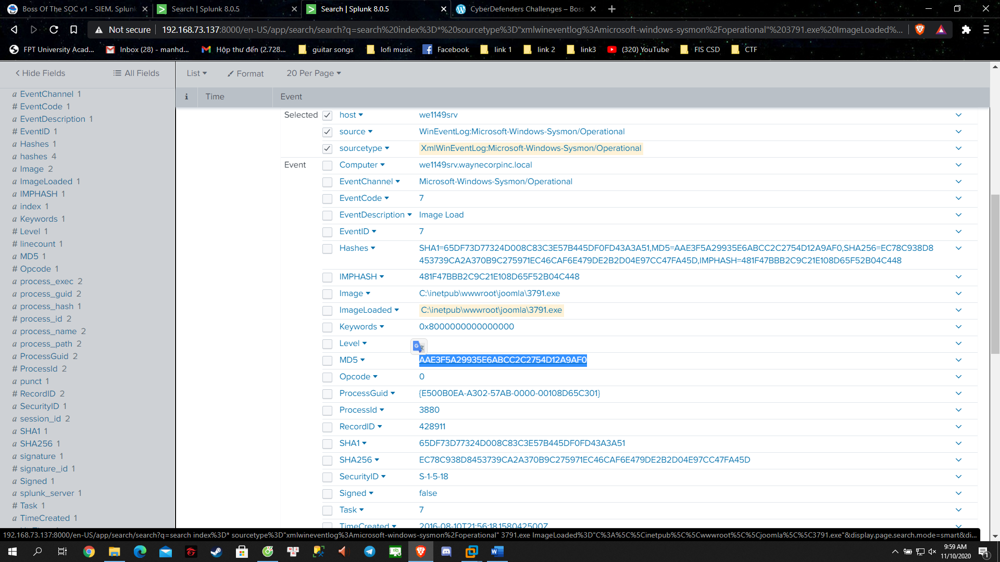 Boss Of The SOC v1 - SIEM, Splunk
Search | Splunk 8.0.5
Search | Splunk 8.0.5
CyberDefenders Challenges – Boss
Not secure
192.168.73.137:8000/en-US/app/search/search?q=search%20index%3D*%20sourcetype%3D"xmlwineventlog%3Amicrosoft-windows-sysmon%2Foperational"%203791.exe%20ImageLoaded%...
FPT University Acad...
Inbox (28) - manhd...
Hộp thư đến (2.728...
guitar songs
lofi music
Facebook
link 1
link 2
link3
(320) YouTube
FIS CSD
CTF
Hide Fields
All Fields
List
Format
20 Per Page
i
Time
Event
a EventChannel 1
# EventCode 1
a EventDescription 1
# EventID 1
a Hashes 1
a hashes 4
a Image 2
a ImageLoaded 1
a IMPHASH 1
a index 1
a Keywords 1
# Level 1
# linecount 1
a MD5 1
# Opcode 1
a process_exec 2
a process_guid 2
a process_hash 1
# process_id 2
a process_name 2
a process_path 2
a ProcessGuid 2
# ProcessId 2
a punct 1
# RecordID 2
a SecurityID 1
a session_id 2
a SHA1 1
a SHA256 1
a signature 1
# signature_id 1
a Signed 1
a splunk_server 1
# Task 1
a TimeCreated 1
Selected host we1149srv
source WinEventLog:Microsoft-Windows-Sysmon/Operational
sourcetype XmlWinEventLog:Microsoft-Windows-Sysmon/Operational
Event Computer we1149srv.waynecorpinc.local
EventChannel Microsoft-Windows-Sysmon/Operational
EventCode 7
EventDescription Image Load
EventID 7
Hashes SHA1=65DF73D77324D008C83C3E57B445DF0FD43A3A51,MD5=AAE3F5A29935E6ABCC2C2754D12A9AF0,SHA256=EC78C938D8
453739CA2A370B9C275971EC46CAF6E479DE2B2D04E97CC47FA45D,IMPHASH=481F47BBB2C9C21E108D65F52B04C448
IMPHASH 481F47BBB2C9C21E108D65F52B04C448
Image C:\inetpub\wwwroot\joomla\3791.exe
ImageLoaded C:\inetpub\wwwroot\joomla\3791.exe
Keywords 0x8000000000000000
Level
MD5 AAE3F5A29935E6ABCC2C2754D12A9AF0
Opcode 0
ProcessGuid {E500B0EA-A302-57AB-0000-00108D65C301}
ProcessId 3880
RecordID 428911
SHA1 65DF73D77324D008C83C3E57B445DF0FD43A3A51
SHA256 EC78C938D8453739CA2A370B9C275971EC46CAF6E479DE2B2D04E97CC47FA45D
SecurityID S-1-5-18
Signed false
Task 7
TimeCreated 2016-08-10T21:56:18.158042500Z
192.168.73.137:8000/en-US/app/search/search?q=search index%3D* sourcetype%3D"xmlwineventlog%3Amicrosoft-windows-sysmon%2Foperational" 3791.exe ImageLoaded%3D"C%3A%5C%5Cinetpub%5C%5Cwwwroot%5C%5Cjoomla%5C%5C3791.exe"&display.page.search.mode=smart&di...
9:59 AM
11/10/2020
1